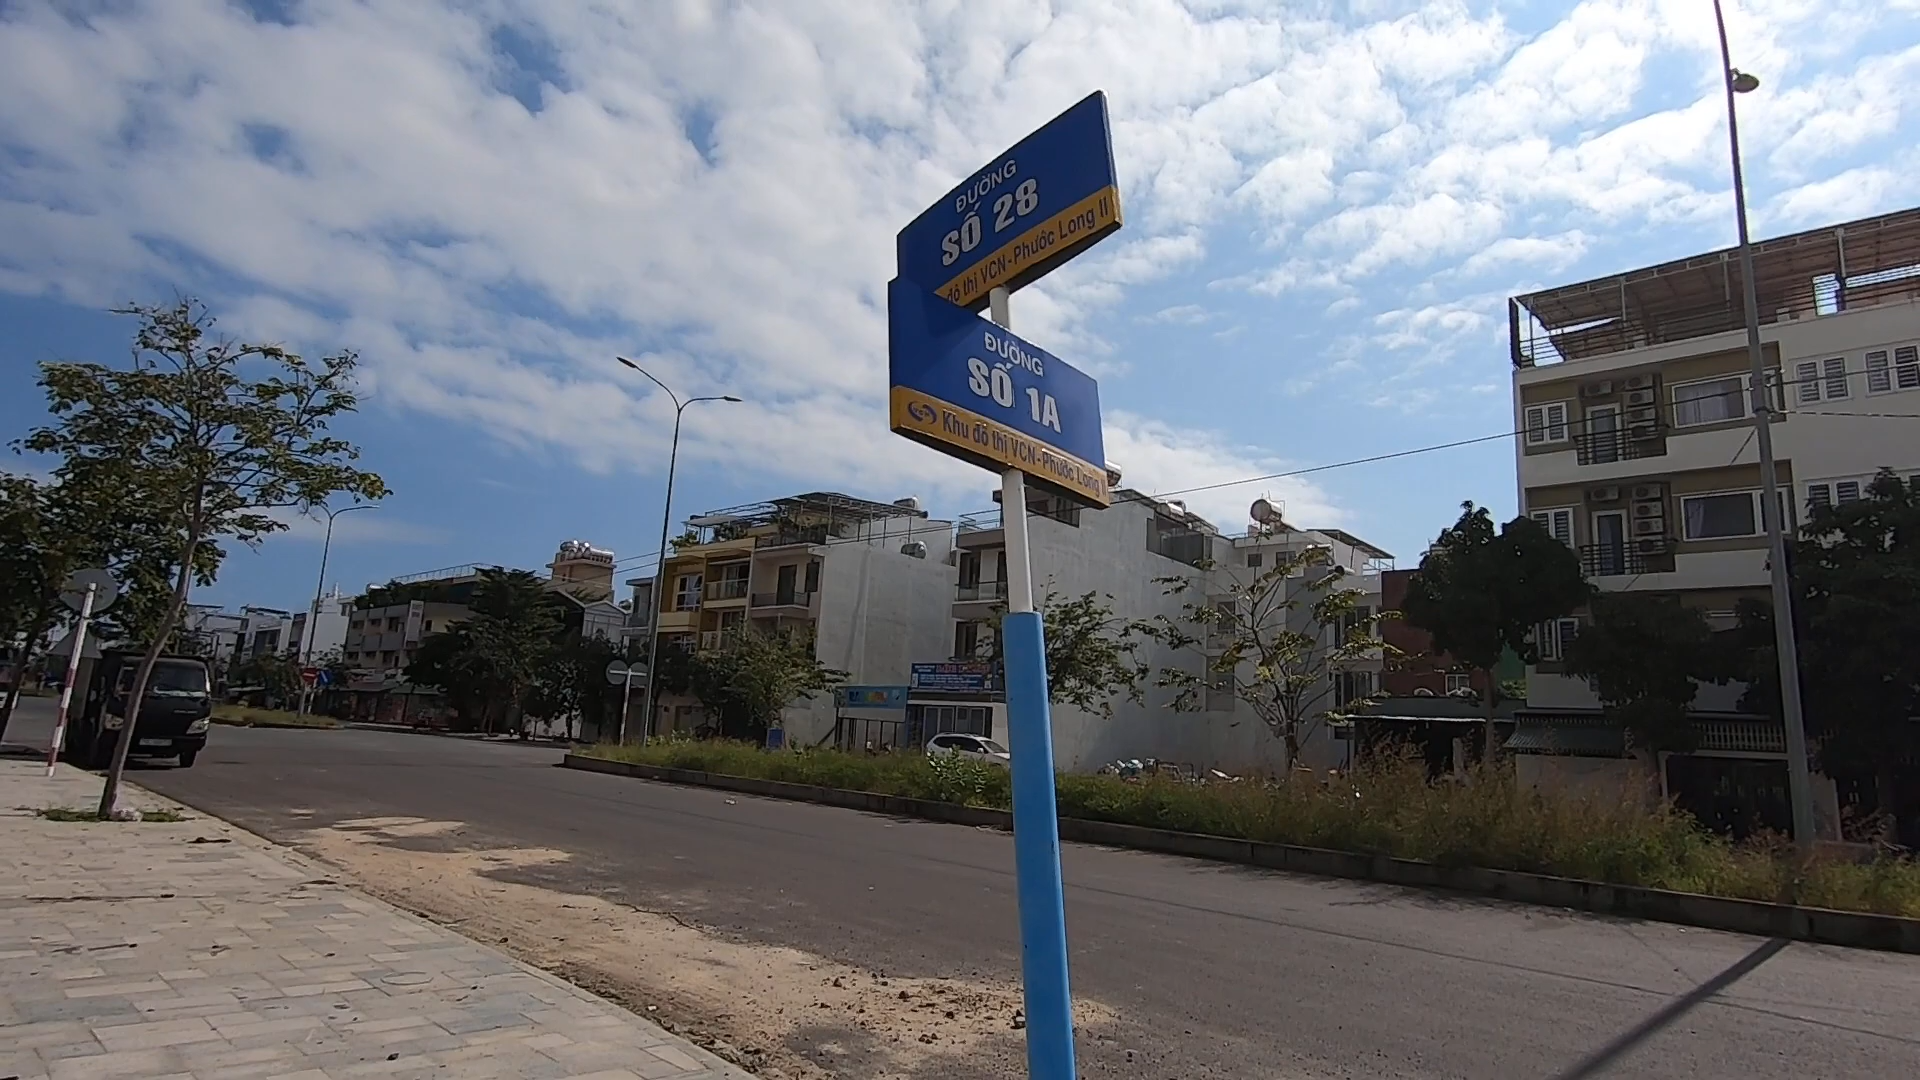 ĐƯỜNG
SỐ 28
đô thị VCN-Phước Long II
ĐƯỜNG
SỐ 1A
Khu đô thị VCN-Phước Long II